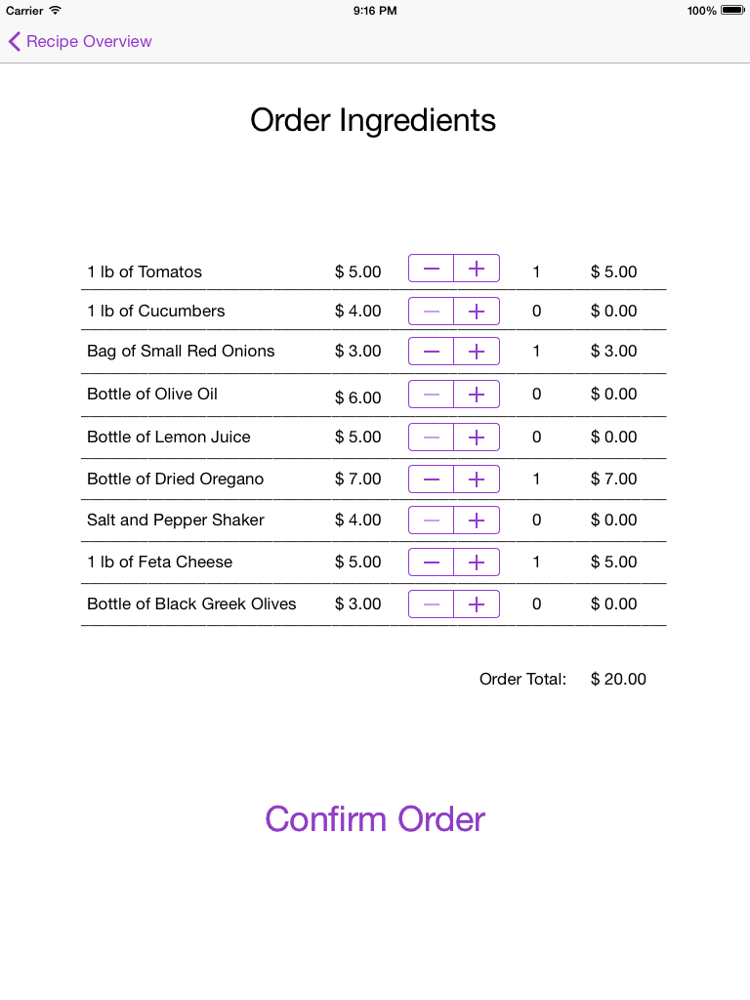 Carrier 9:16 PM 100%
Recipe Overview
Order Ingredients
1 lb of Tomatos $ 5.00 1 $ 5.00
1 lb of Cucumbers $ 4.00 0 $ 0.00
Bag of Small Red Onions $ 3.00 1 $ 3.00
Bottle of Olive Oil $ 6.00 0 $ 0.00
Bottle of Lemon Juice $ 5.00 0 $ 0.00
Bottle of Dried Oregano $ 7.00 1 $ 7.00
Salt and Pepper Shaker $ 4.00 0 $ 0.00
1 lb of Feta Cheese $ 5.00 1 $ 5.00
Bottle of Black Greek Olives $ 3.00 0 $ 0.00
Order Total: $ 20.00
Confirm Order